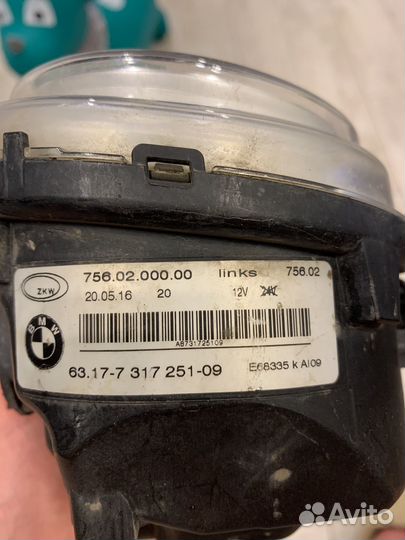 756.02.000.00 links 756.02
ZKW
20.05.16 20 12V 24V
BMW
A8731725109
63.17-7 317 251-09 E68335 k AI09
Avito